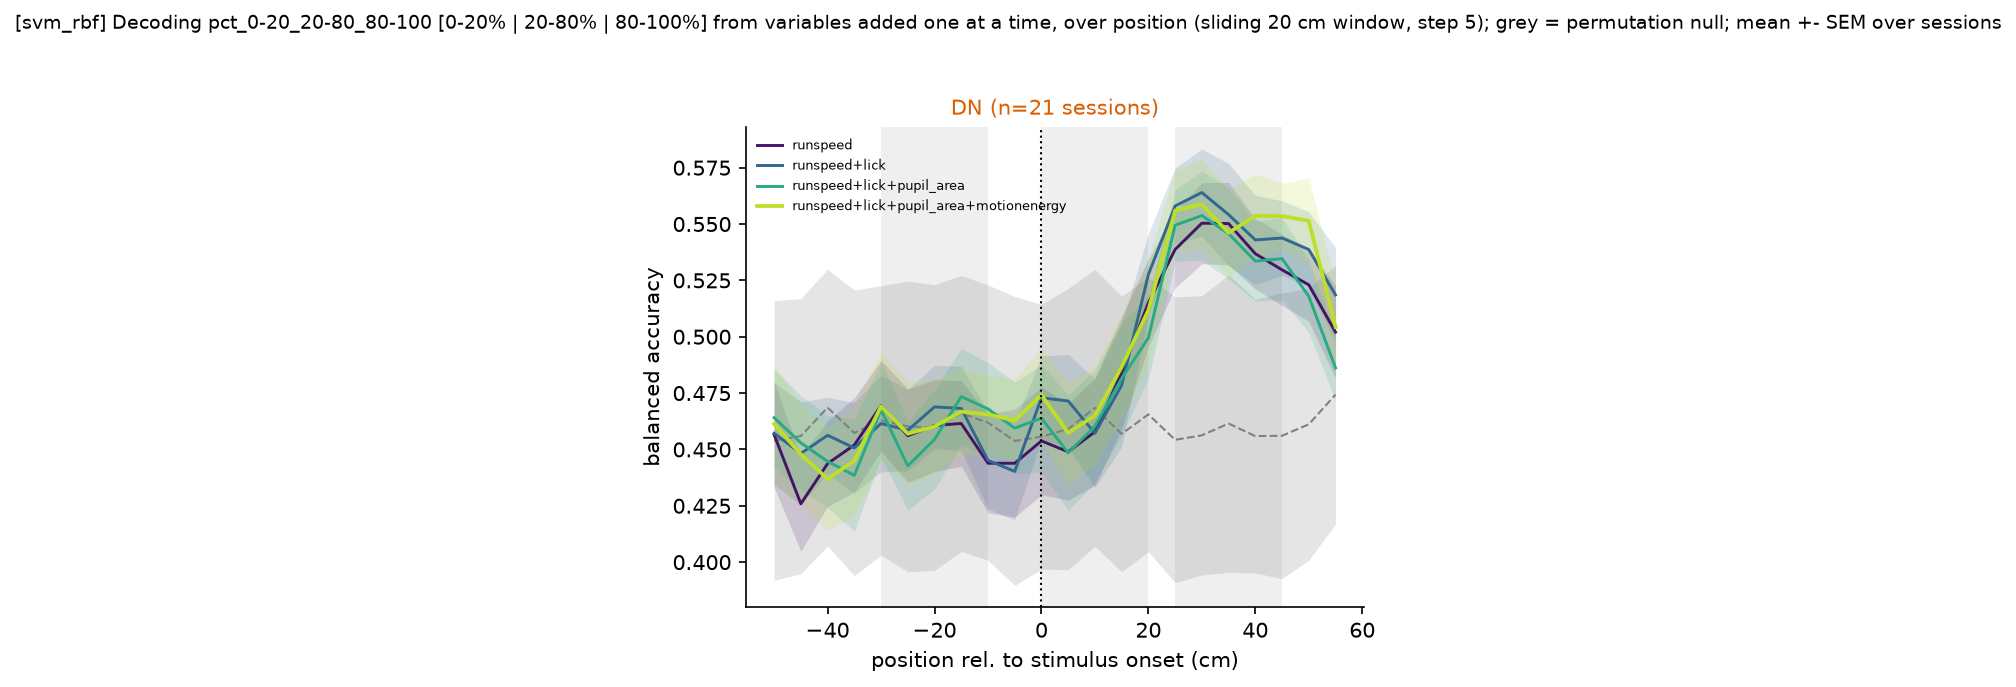 [svm_rbf] Decoding pct_0-20_20-80_80-100 [0-20% | 20-80% | 80-100%] from variables added one at a time, over position (sliding 20 cm window, step 5); grey = permutation null; mean +- SEM over sessions
DN (n=21 sessions)
runspeed
runspeed+lick
runspeed+lick+pupil_area
runspeed+lick+pupil_area+motionenergy
balanced accuracy
0.575
0.550
0.525
0.500
0.475
0.450
0.425
0.400
−40
−20
0
20
40
60
position rel. to stimulus onset (cm)